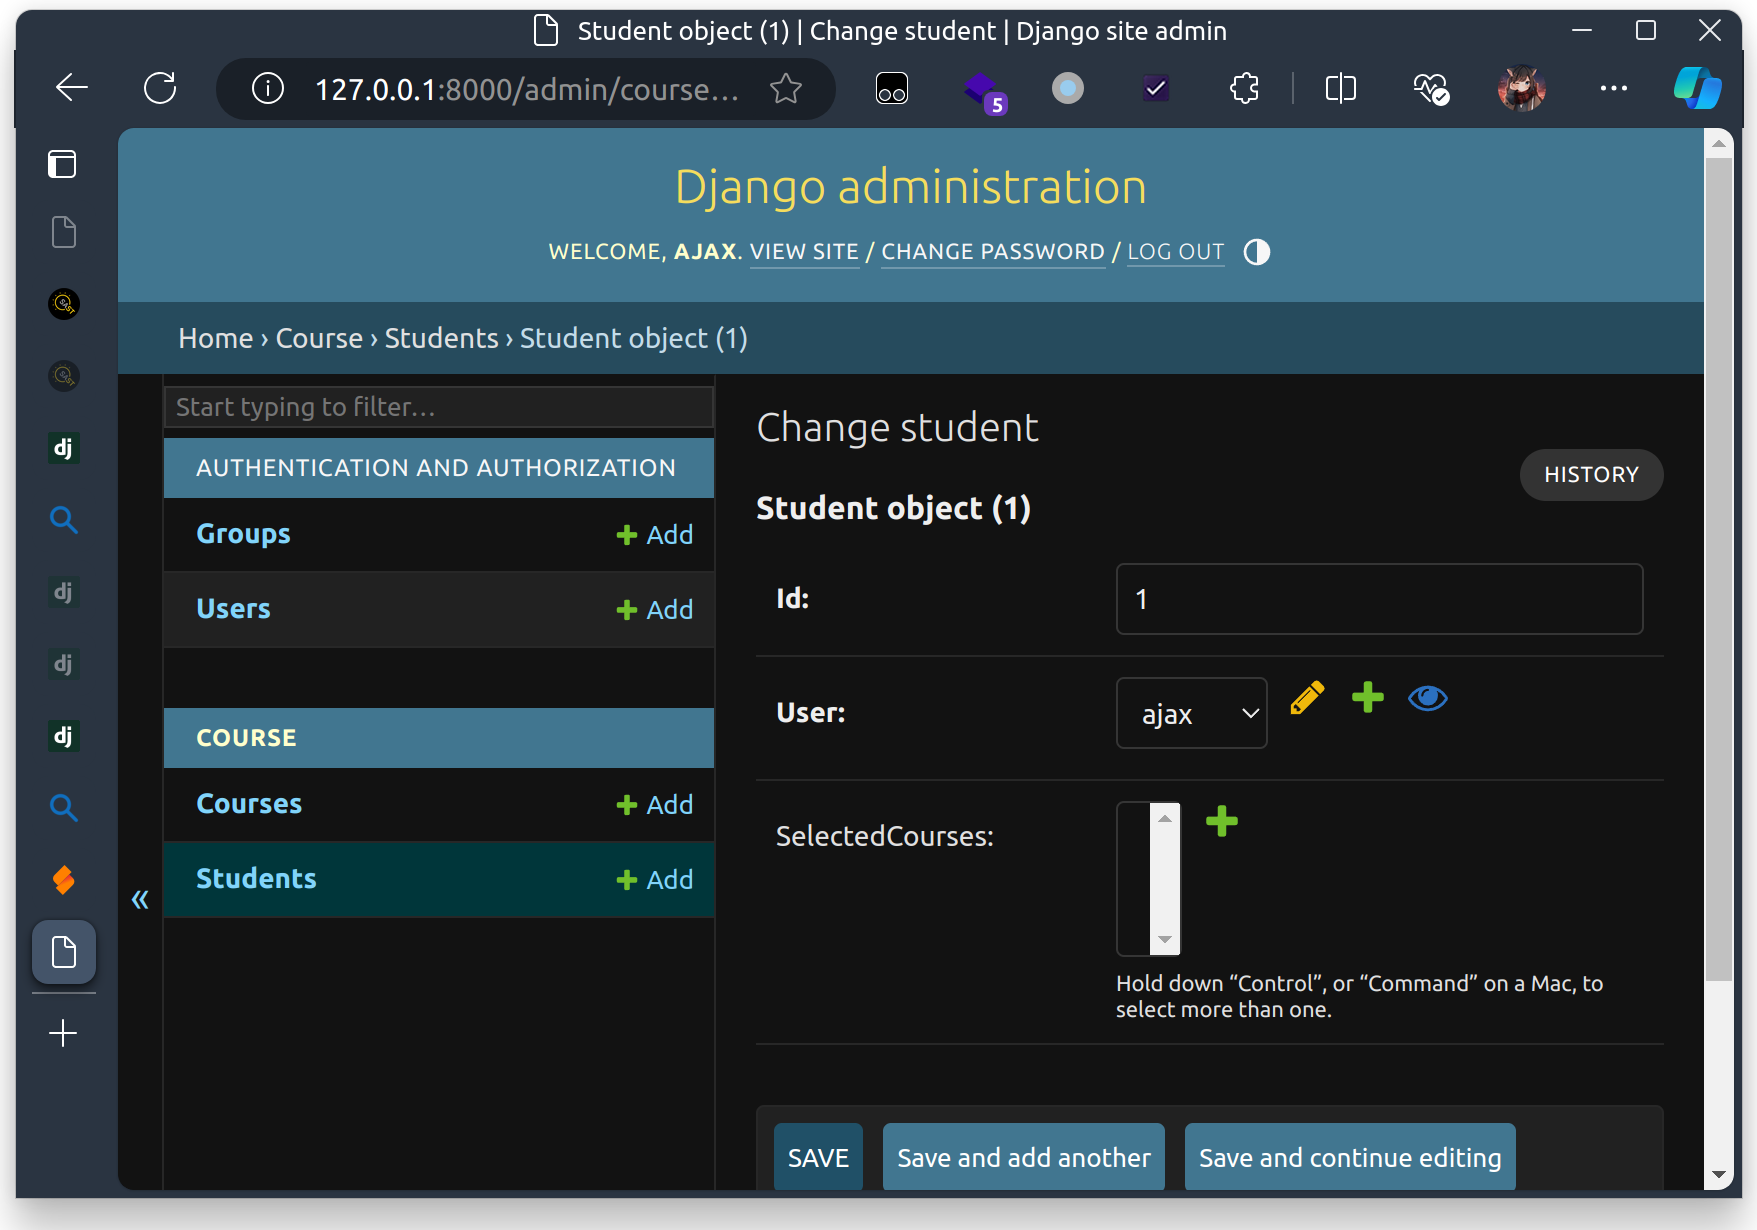 Student object (1) | Change student | Django site admin
127.0.0.1:8000/admin/course...
5
Django administration
WELCOME, AJAX. VIEW SITE / CHANGE PASSWORD / LOG OUT
Home › Course › Students › Student object (1)
Start typing to filter…
AUTHENTICATION AND AUTHORIZATION
Groups
Add
Users
Add
COURSE
Courses
Add
Students
Add
«
Change student
HISTORY
Student object (1)
Id:
1
User:
ajax
SelectedCourses:
Hold down “Control”, or “Command” on a Mac, to
select more than one.
SAVE
Save and add another
Save and continue editing
dj
dj
dj
dj